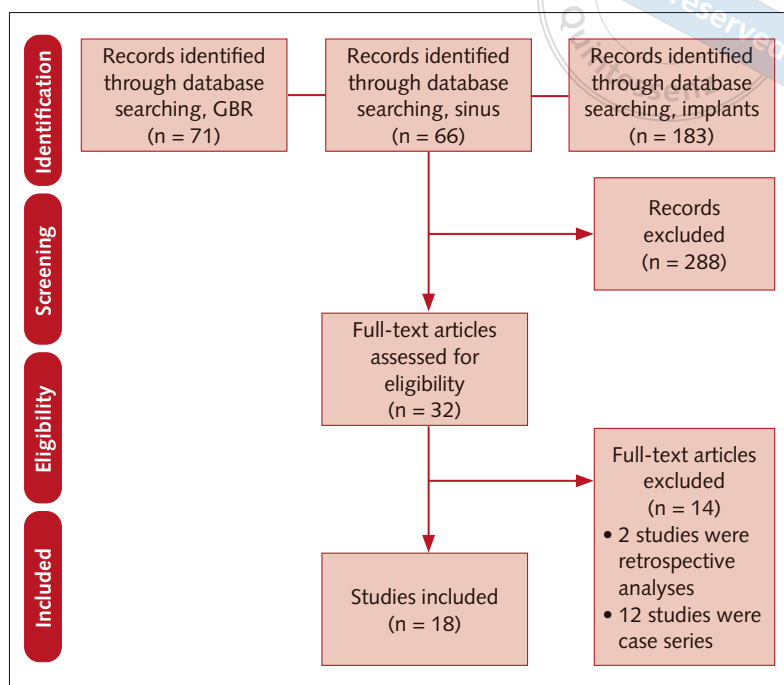 Identification
Records identified
through database
searching, GBR
(n = 71)
Records identified
through database
searching, sinus
(n = 66)
Records identified
through database
searching, implants
(n = 183)
Screening
Records
excluded
(n = 288)
Full-text articles
assessed for
eligibility
(n = 32)
Eligibility
Full-text articles
excluded
(n = 14)
• 2 studies were
retrospective
analyses
• 12 studies were
case series
Included
Studies included
(n = 18)
reserved